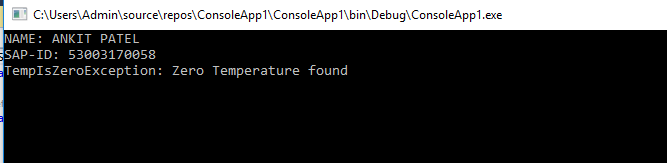 C:\Users\Admin\source\repos\ConsoleApp1\ConsoleApp1\bin\Debug\ConsoleApp1.exe
NAME: ANKIT PATEL
SAP-ID: 53003170058
TempIsZeroException: Zero Temperature found